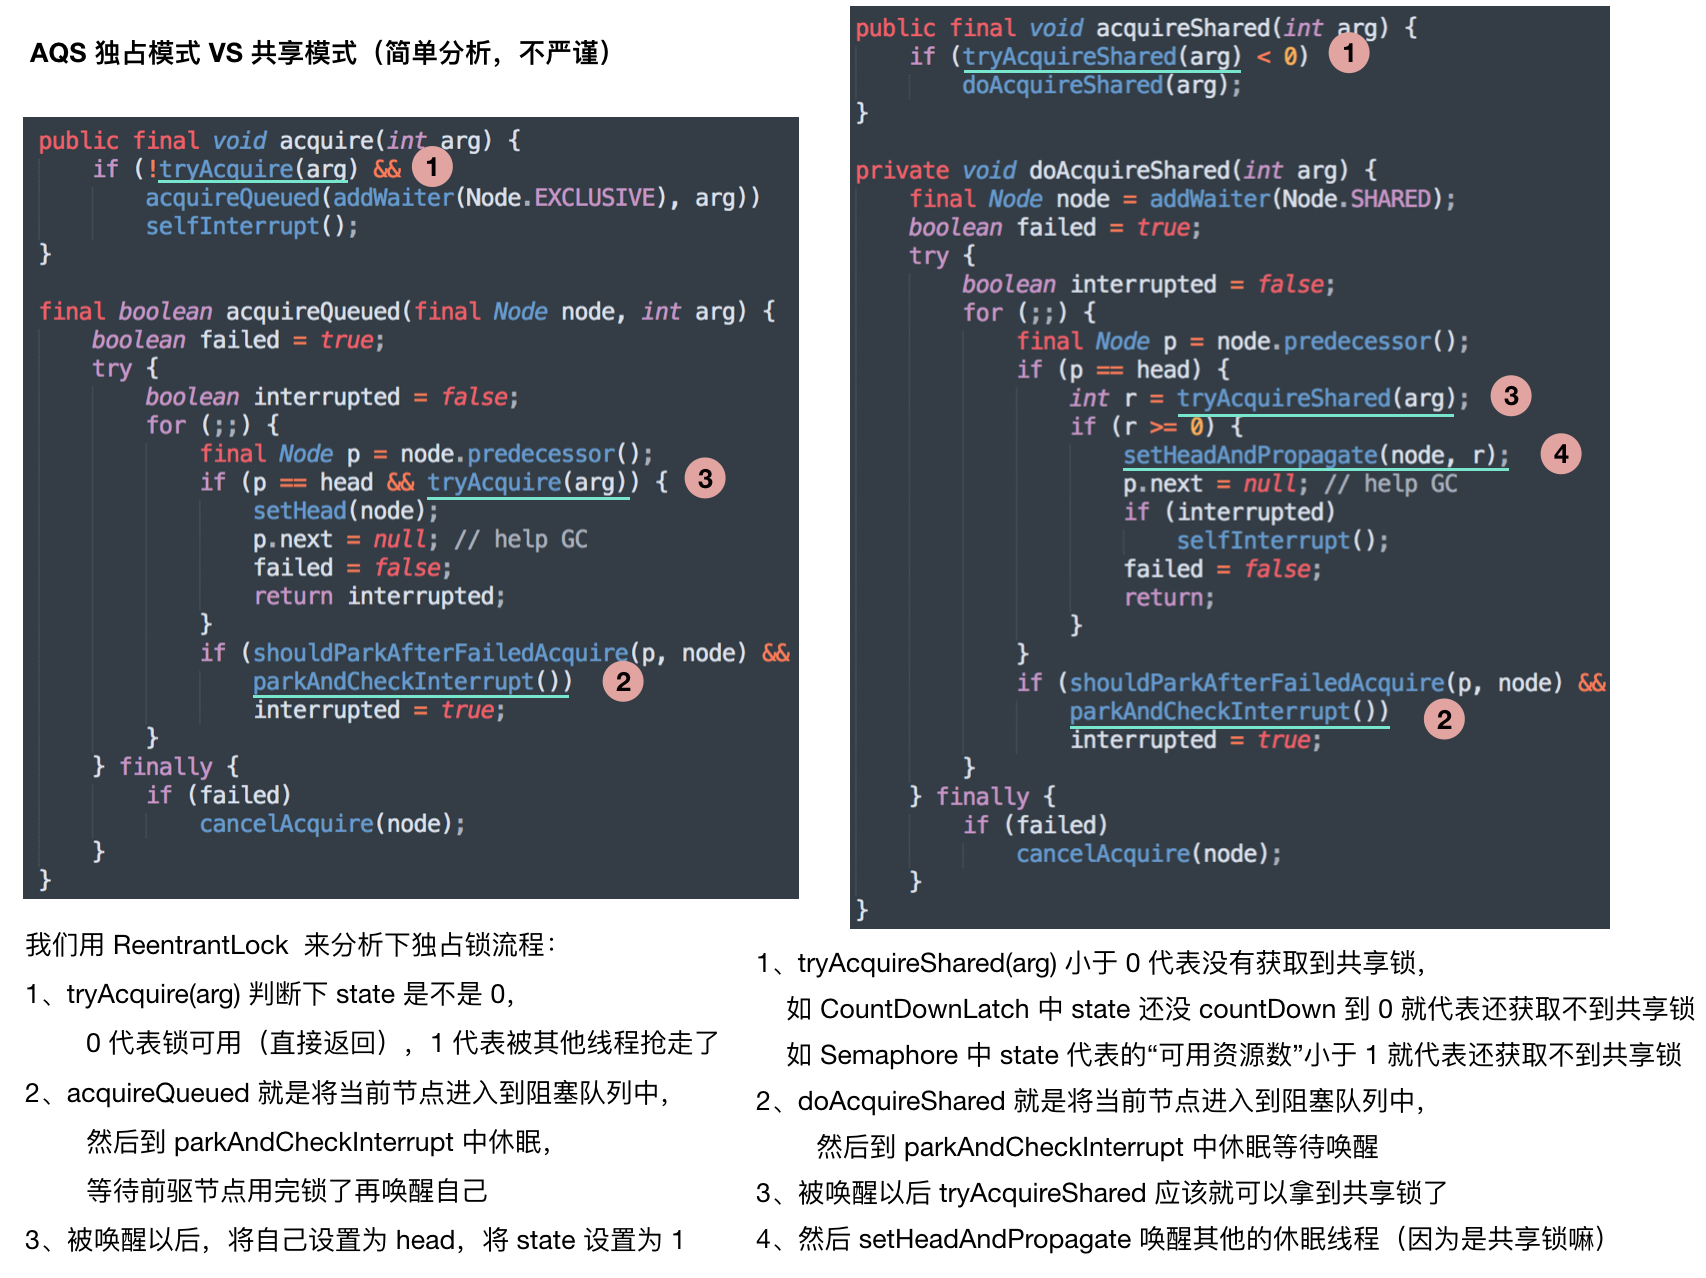 AQS 独占模式 VS 共享模式（简单分析，不严谨）
public final void acquire(int arg) {
    if (!tryAcquire(arg) && 1
        acquireQueued(addWaiter(Node.EXCLUSIVE), arg))
        selfInterrupt();
}
final boolean acquireQueued(final Node node, int arg) {
    boolean failed = true;
    try {
        boolean interrupted = false;
        for (;;) {
            final Node p = node.predecessor();
            if (p == head && tryAcquire(arg)) { 3
                setHead(node);
                p.next = null; // help GC
                failed = false;
                return interrupted;
            }
            if (shouldParkAfterFailedAcquire(p, node) &&
                parkAndCheckInterrupt()) 2
                interrupted = true;
        }
    } finally {
        if (failed)
            cancelAcquire(node);
    }
}
我们用 ReentrantLock 来分析下独占锁流程：
1、tryAcquire(arg) 判断下 state 是不是 0，
0 代表锁可用（直接返回），1 代表被其他线程抢走了
2、acquireQueued 就是将当前节点进入到阻塞队列中，
然后到 parkAndCheckInterrupt 中休眠，
等待前驱节点用完锁了再唤醒自己
3、被唤醒以后，将自己设置为 head，将 state 设置为 1
public final void acquireShared(int arg) {
    if (tryAcquireShared(arg) < 0) 1
        doAcquireShared(arg);
}
private void doAcquireShared(int arg) {
    final Node node = addWaiter(Node.SHARED);
    boolean failed = true;
    try {
        boolean interrupted = false;
        for (;;) {
            final Node p = node.predecessor();
            if (p == head) {
                int r = tryAcquireShared(arg); 3
                if (r >= 0) {
                    setHeadAndPropagate(node, r); 4
                    p.next = null; // help GC
                    if (interrupted)
                        selfInterrupt();
                    failed = false;
                    return;
                }
            }
            if (shouldParkAfterFailedAcquire(p, node) &&
                parkAndCheckInterrupt()) 2
                interrupted = true;
        }
    } finally {
        if (failed)
            cancelAcquire(node);
    }
}
1、tryAcquireShared(arg) 小于 0 代表没有获取到共享锁，
如 CountDownLatch 中 state 还没 countDown 到 0 就代表还获取不到共享锁
如 Semaphore 中 state 代表的“可用资源数”小于 1 就代表还获取不到共享锁
2、doAcquireShared 就是将当前节点进入到阻塞队列中，
然后到 parkAndCheckInterrupt 中休眠等待唤醒
3、被唤醒以后 tryAcquireShared 应该就可以拿到共享锁了
4、然后 setHeadAndPropagate 唤醒其他的休眠线程（因为是共享锁嘛）